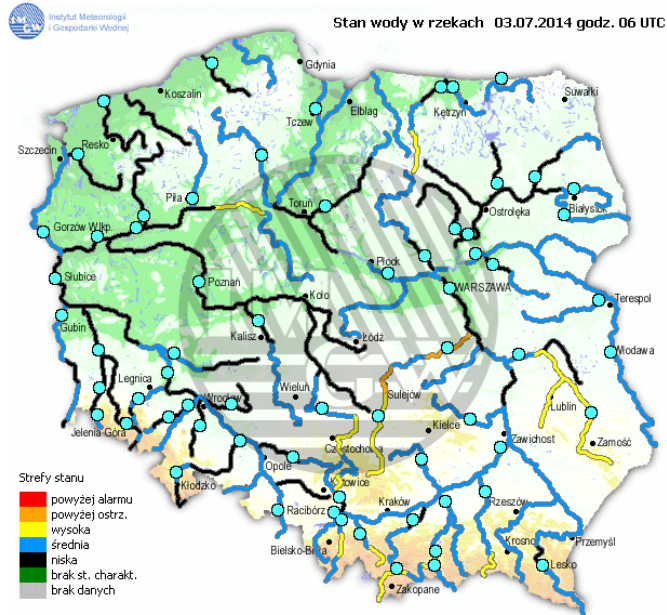 Instytut Meteorologii
i Gospodarki Wodnej
IMGW
Stan wody w rzekach 03.07.2014 godz. 06 UTC
Gdynia
Koszalin
Suwałki
Tczew
Elbląg
Kętrzyn
Resko
Szczecin
Piła
Toruń
Ostrołęka
Białystok
Gorzów Wlkp.
Płock
Słubice
Poznań
Koło
WARSZAWA
Terespol
Gubin
Kalisz
Łódź
Włodawa
Legnica
Wieluń
Sulejów
Wrocław
Lublin
Jelenia Góra
Kielce
Zamość
Częstochowa
Zawichost
Opole
Kłodzko
Katowice
Racibórz
Kraków
Rzeszów
Bielsko-Biała
Krosno
Przemyśl
Lesko
Zakopane
Strefy stanu
powyżej alarmu
powyżej ostrz.
wysoka
średnia
niska
brak st. charakt.
brak danych